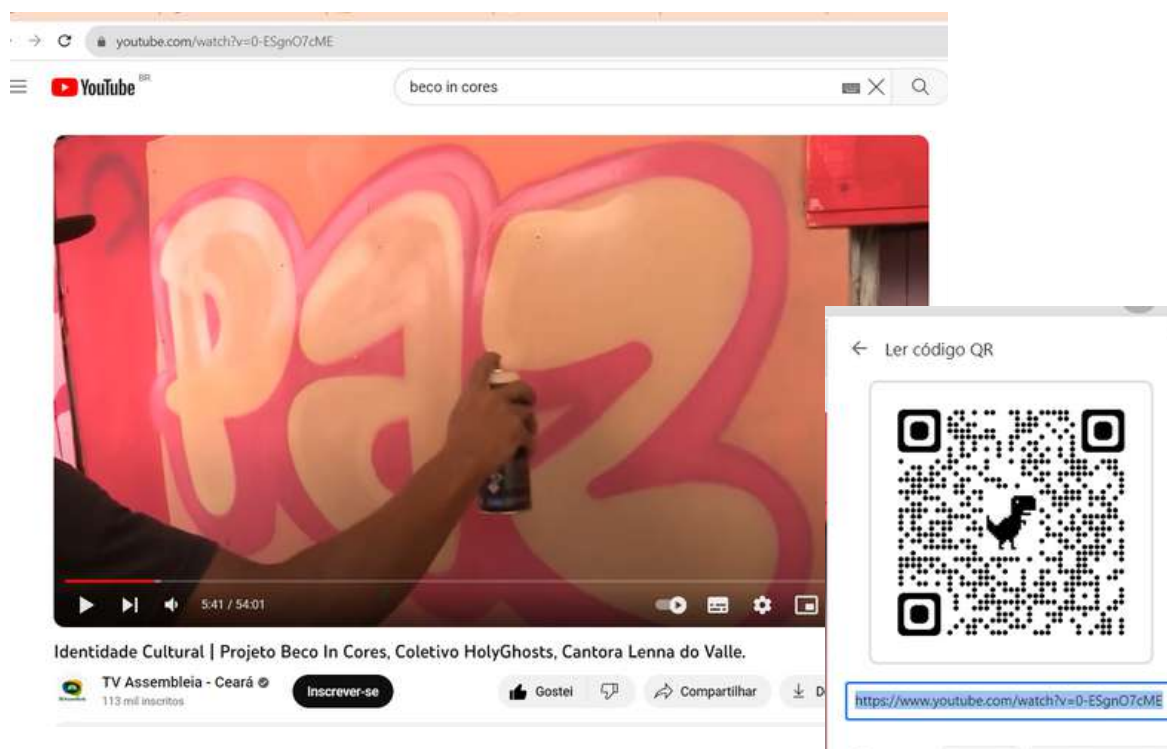 youtube.com/watch?v=0-ESgnO7cME
YouTube BR
beco in cores
paz
5:41 / 54:01
Identidade Cultural | Projeto Beco In Cores, Coletivo HolyGhosts, Cantora Lenna do Valle.
TV Assembleia - Ceará
113 mil inscritos
Inscrever-se
Gostei
Compartilhar
Ler código QR
https://www.youtube.com/watch?v=0-ESgnO7cME